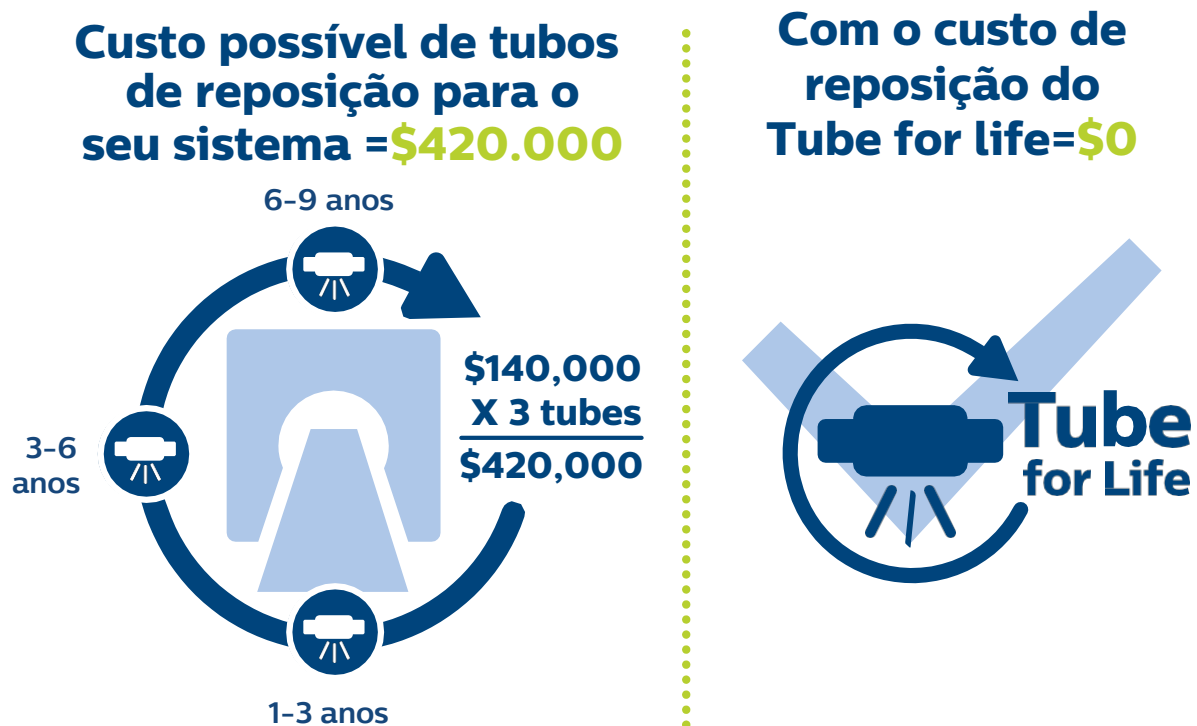 Custo possível de tubos
de reposição para o
seu sistema =$420.000
6-9 anos
$140,000
X 3 tubes
$420,000
3-6
anos
1-3 anos
Com o custo de
reposição do
Tube for life=$0
Tube
for Life